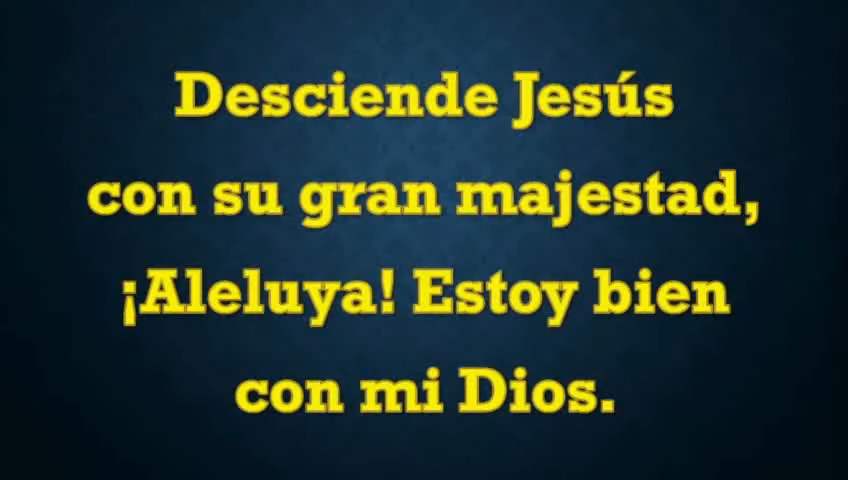 Desciende Jesús
con su gran majestad,
¡Aleluya! Estoy bien
con mi Dios.